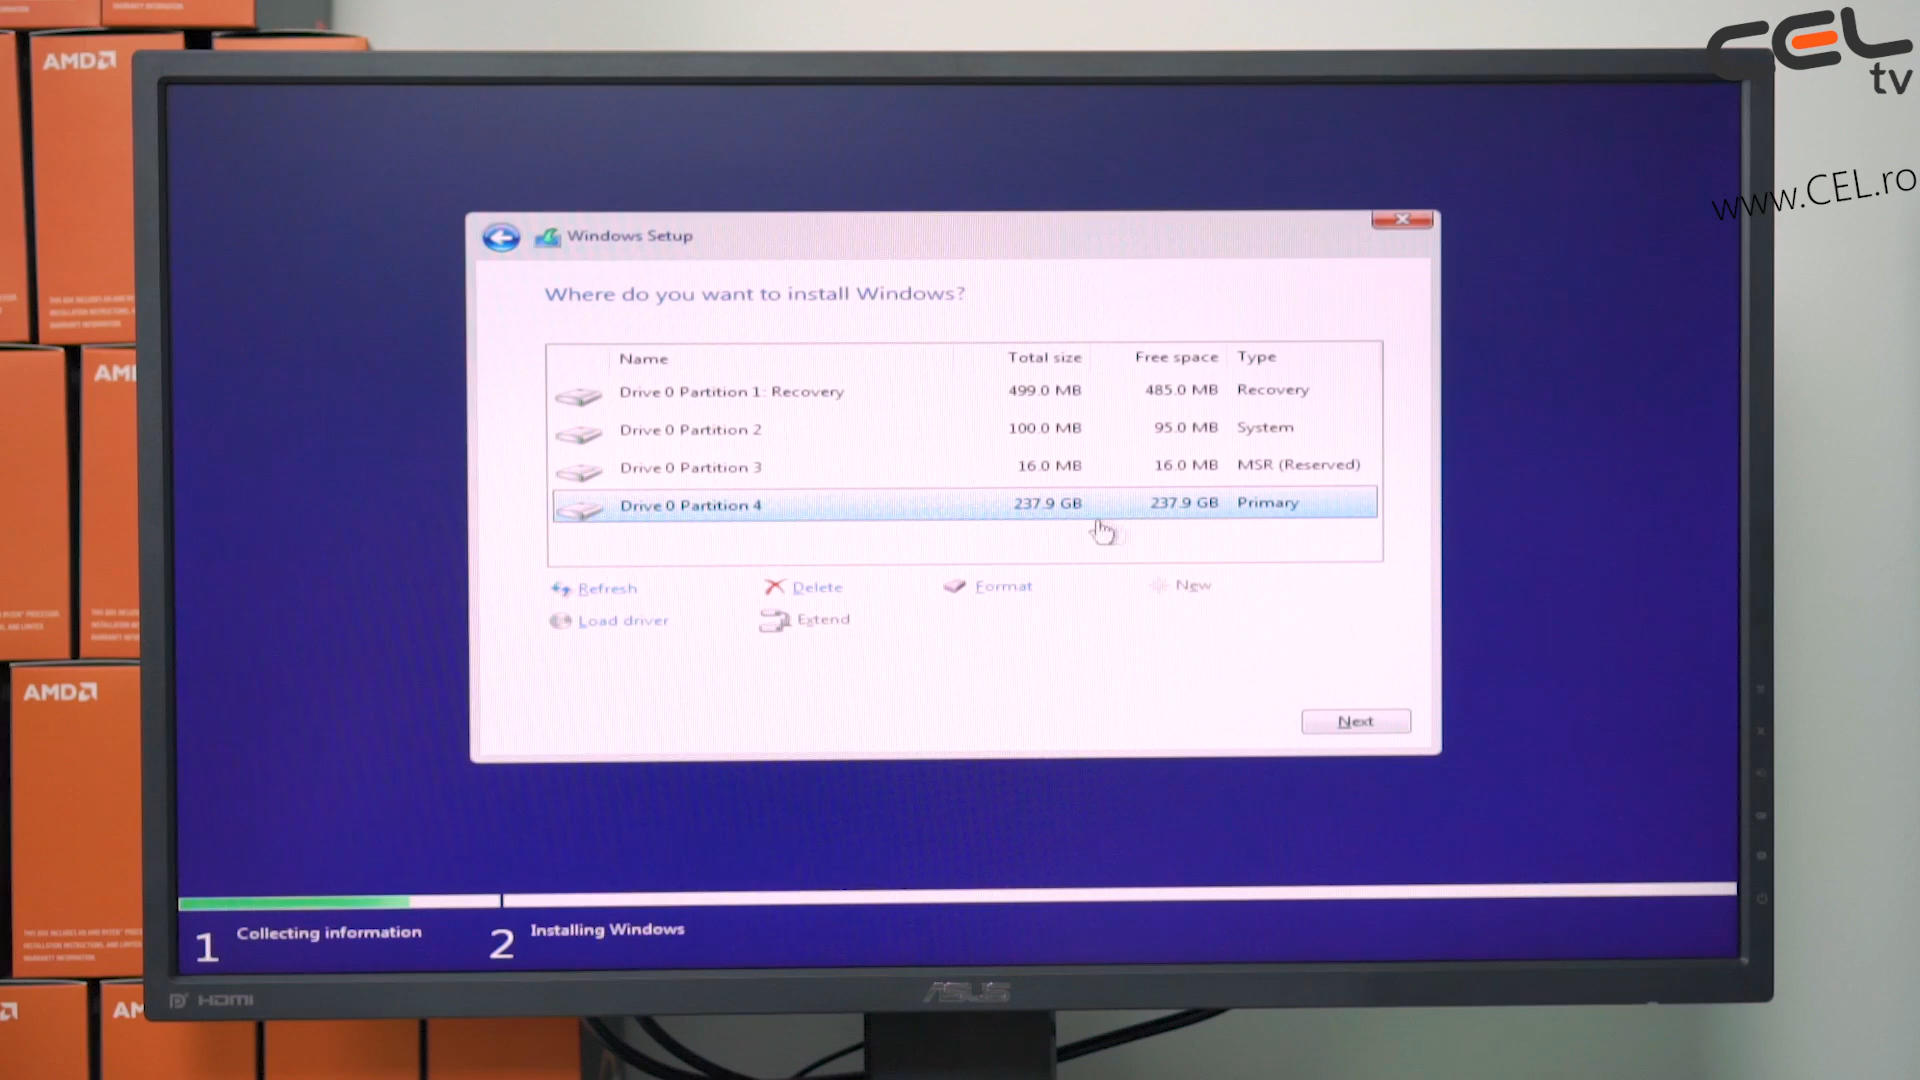 AMD
AMD
AMD
CEL
tv
www.CEL.ro
Windows Setup
Where do you want to install Windows?
Name Total size Free space Type
Drive 0 Partition 1: Recovery 499.0 MB 485.0 MB Recovery
Drive 0 Partition 2 100.0 MB 95.0 MB System
Drive 0 Partition 3 16.0 MB 16.0 MB MSR (Reserved)
Drive 0 Partition 4 237.9 GB 237.9 GB Primary
Refresh Delete Format New
Load driver Extend
Next
1 Collecting information 2 Installing Windows
HDMI
ASUS